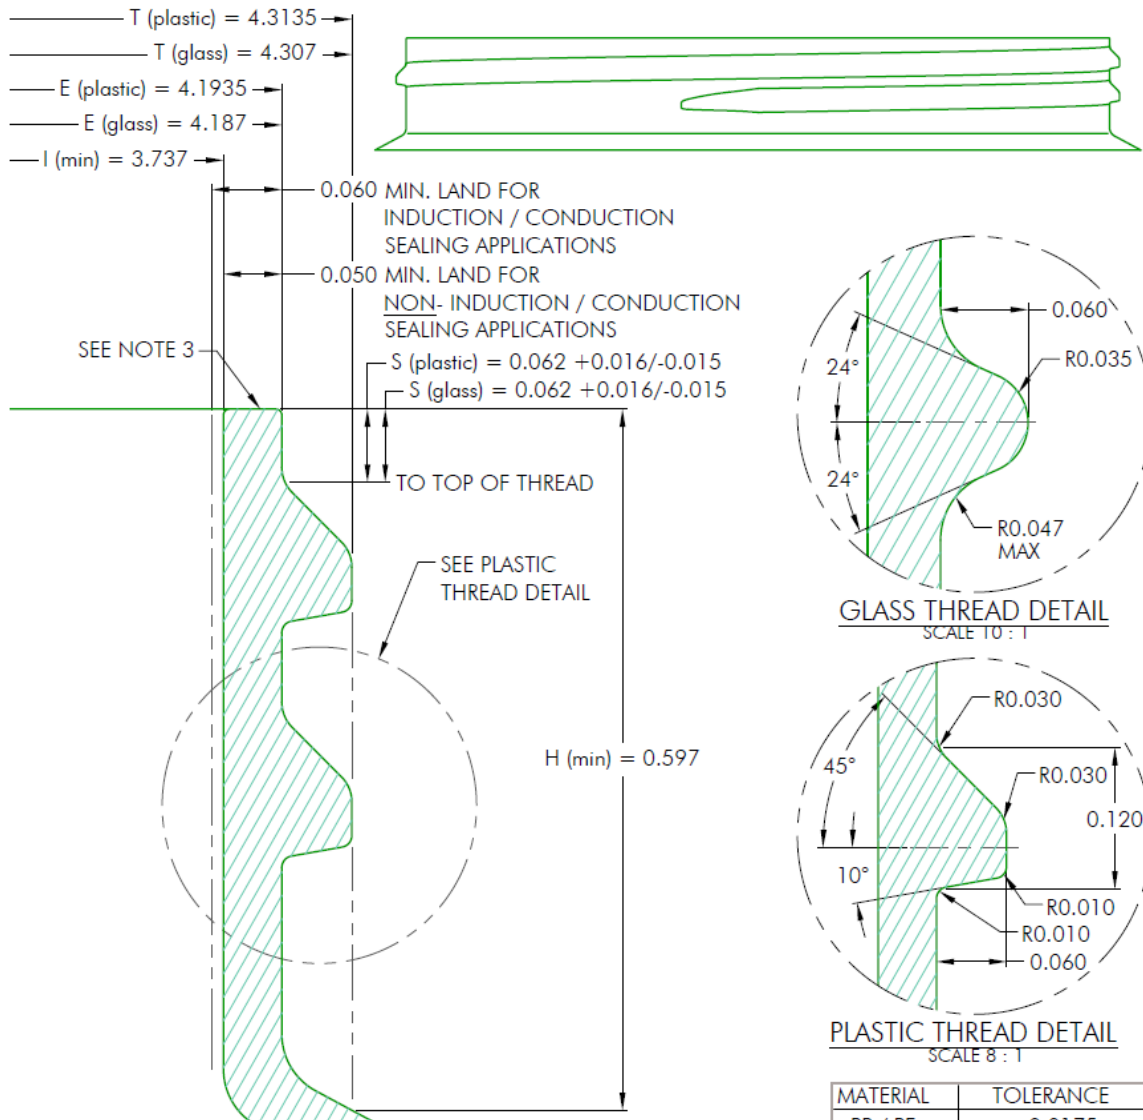 T (plastic) = 4.3135
T (glass) = 4.307
E (plastic) = 4.1935
E (glass) = 4.187
I (min) = 3.737
0.060 MIN. LAND FOR
INDUCTION / CONDUCTION
SEALING APPLICATIONS
0.050 MIN. LAND FOR
NON- INDUCTION / CONDUCTION
SEALING APPLICATIONS
SEE NOTE 3
S (plastic) = 0.062 +0.016/-0.015
S (glass) = 0.062 +0.016/-0.015
TO TOP OF THREAD
SEE PLASTIC
THREAD DETAIL
H (min) = 0.597
0.060
R0.035
24°
24°
R0.047
MAX
GLASS THREAD DETAIL
SCALE 10 : 1
R0.030
45°
R0.030
0.120
10°
R0.010
R0.010
0.060
PLASTIC THREAD DETAIL
SCALE 8 : 1
MATERIAL TOLERANCE